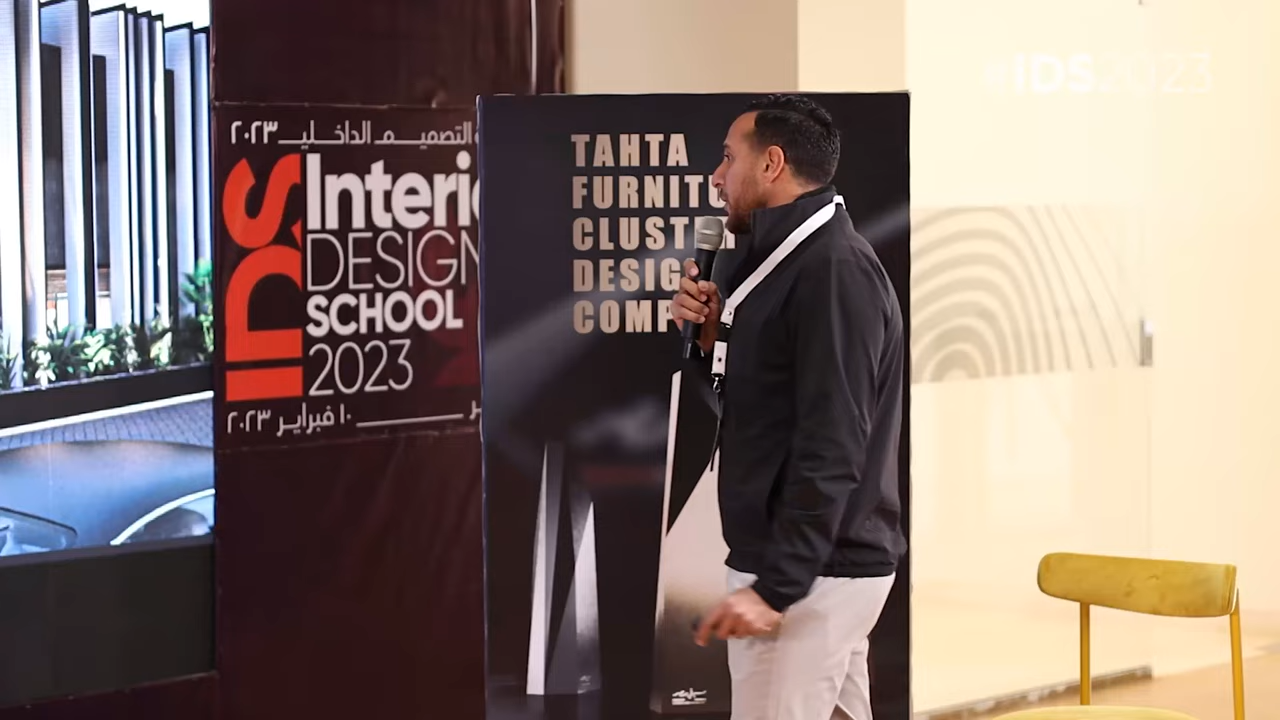 #IDS2023
التصميم الداخلي ٢٠٢٣
IDS
Interio
DESIGN
SCHOOL
2023
١٠ فبراير ٢٠٢٣
TAHTA
FURNITU
CLUST
DESIG
COMP